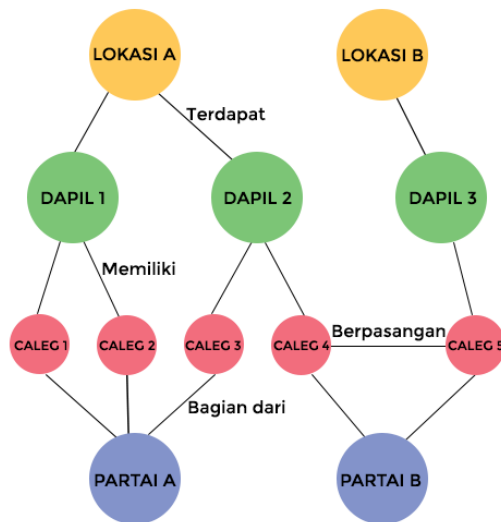 LOKASI A
LOKASI B
Terdapat
DAPIL 1
DAPIL 2
DAPIL 3
Memiliki
CALEG 1
CALEG 2
CALEG 3
CALEG 4
Berpasangan
CALEG 5
Bagian dari
PARTAI A
PARTAI B